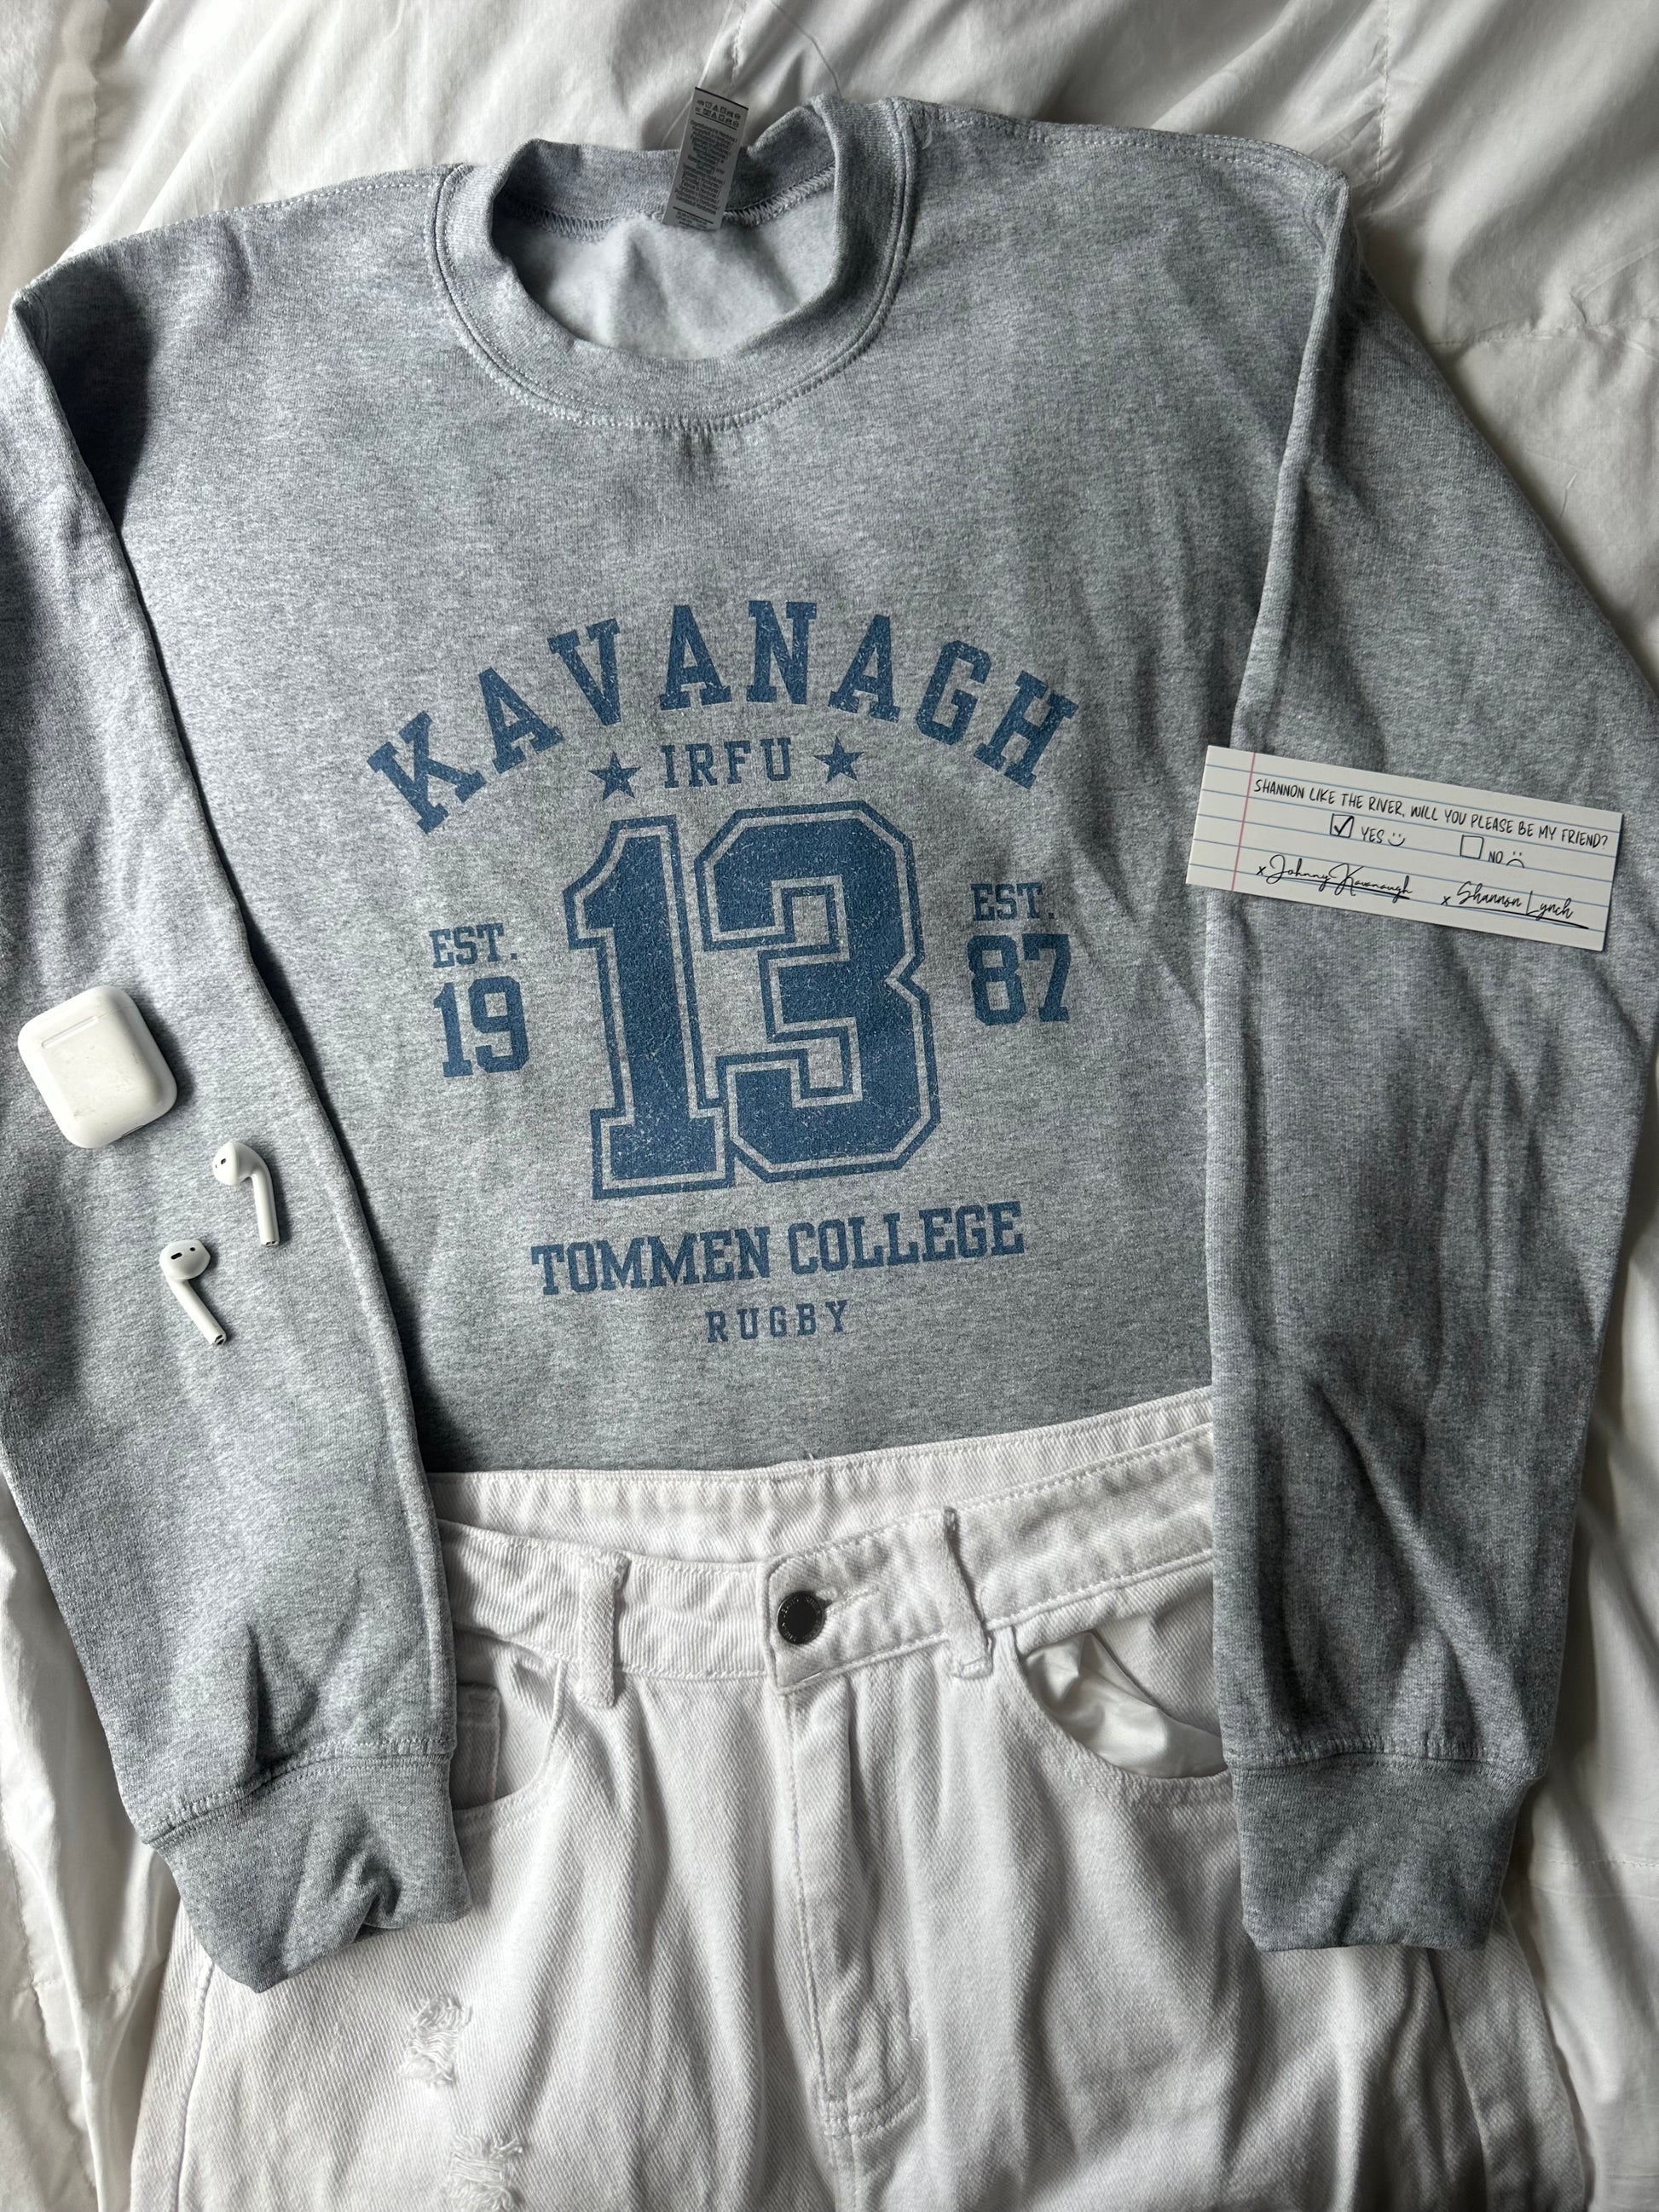 KAVANAGH
IRFU
13
EST.
19
EST.
87
TOMMEN COLLEGE
RUGBY
SHANNON LIKE THE RIVER, WILL YOU PLEASE BE MY FRIEND?
YES
NO
x Johnny Kavanaugh
x Shannon Lynch